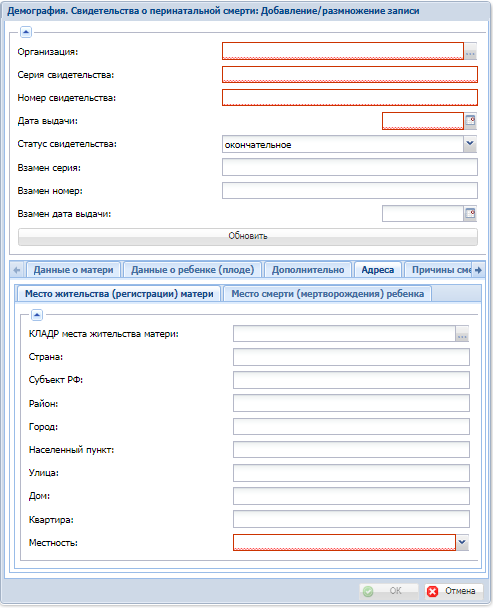 Демография. Свидетельства о перинатальной смерти: Добавление/размножение записи
Организация:
...
Серия свидетельства:
Номер свидетельства:
Дата выдачи:
Статус свидетельства:
окончательное
Взамен серия:
Взамен номер:
Взамен дата выдачи:
Обновить
Данные о матери
Данные о ребенке (плоде)
Дополнительно
Адреса
Причины сме
Место жительства (регистрации) матери
Место смерти (мертворождения) ребенка
КЛАДР места жительства матери:
...
Страна:
Субъект РФ:
Район:
Город:
Населенный пункт:
Улица:
Дом:
Квартира:
Местность:
ОК
Отмена